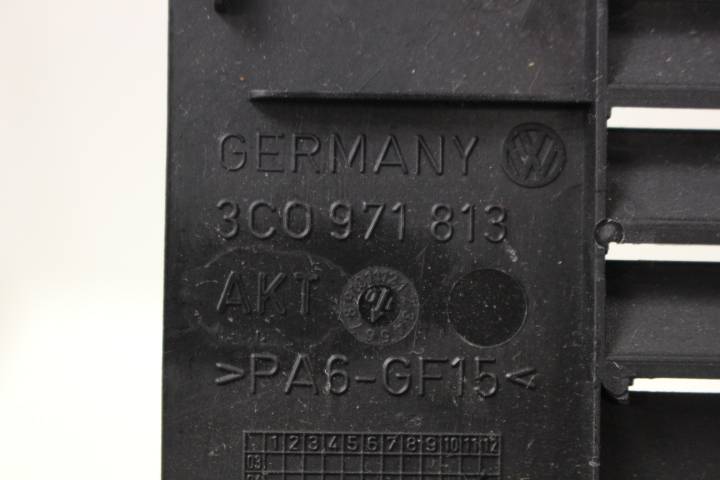 GERMANY
3C0 971 813
AKT
>PA6-GF15<
1 2 3 4 5 6 7 8 9 10 11 12
03